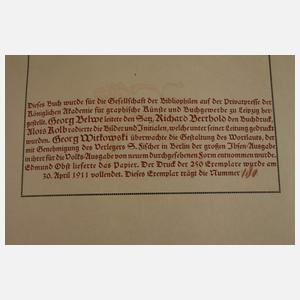 Dieses Buch wurde für die Gesellschaft der Bibliophilen auf der Privatpresse der
Königlichen Akademie für graphische Künste und Buchgewerbe zu Leipzig her-
gestellt. Georg Belwe leitete den Satz, Richard Berthold den Buchdruck.
Alois Kolb radierte die Bilder und Initialen, welche unter seiner Leitung gedruckt
wurden. Georg Witkowski überwachte die Gestaltung des Wortlauts, der
mit Genehmigung des Verlegers S. Fischer in Berlin der großen Ibsen-Ausgabe
in ihrer für die Volks-Ausgabe von neuem durchgesehenen Form entnommen wurde.
Edmund Obst lieferte das Papier. Der Druck der 250 Exemplare wurde am
30. April 1911 vollendet. Dieses Exemplar trägt die Nummer